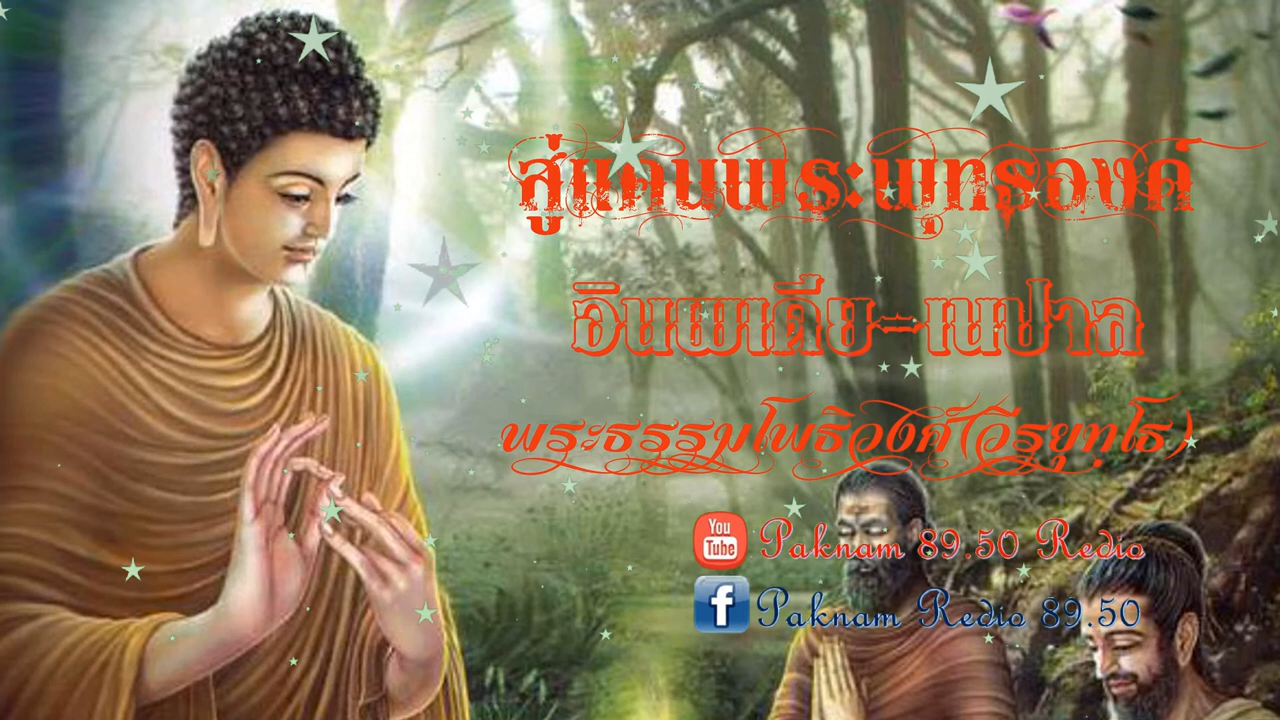 สู่แดนพระพุทธองค์
อินเดีย-เนปาล
พระธรรมโพธิวงศ์(วีรยุทฺโธ)
You Tube Paknam 89.50 Redio
f Paknam Redio 89.50